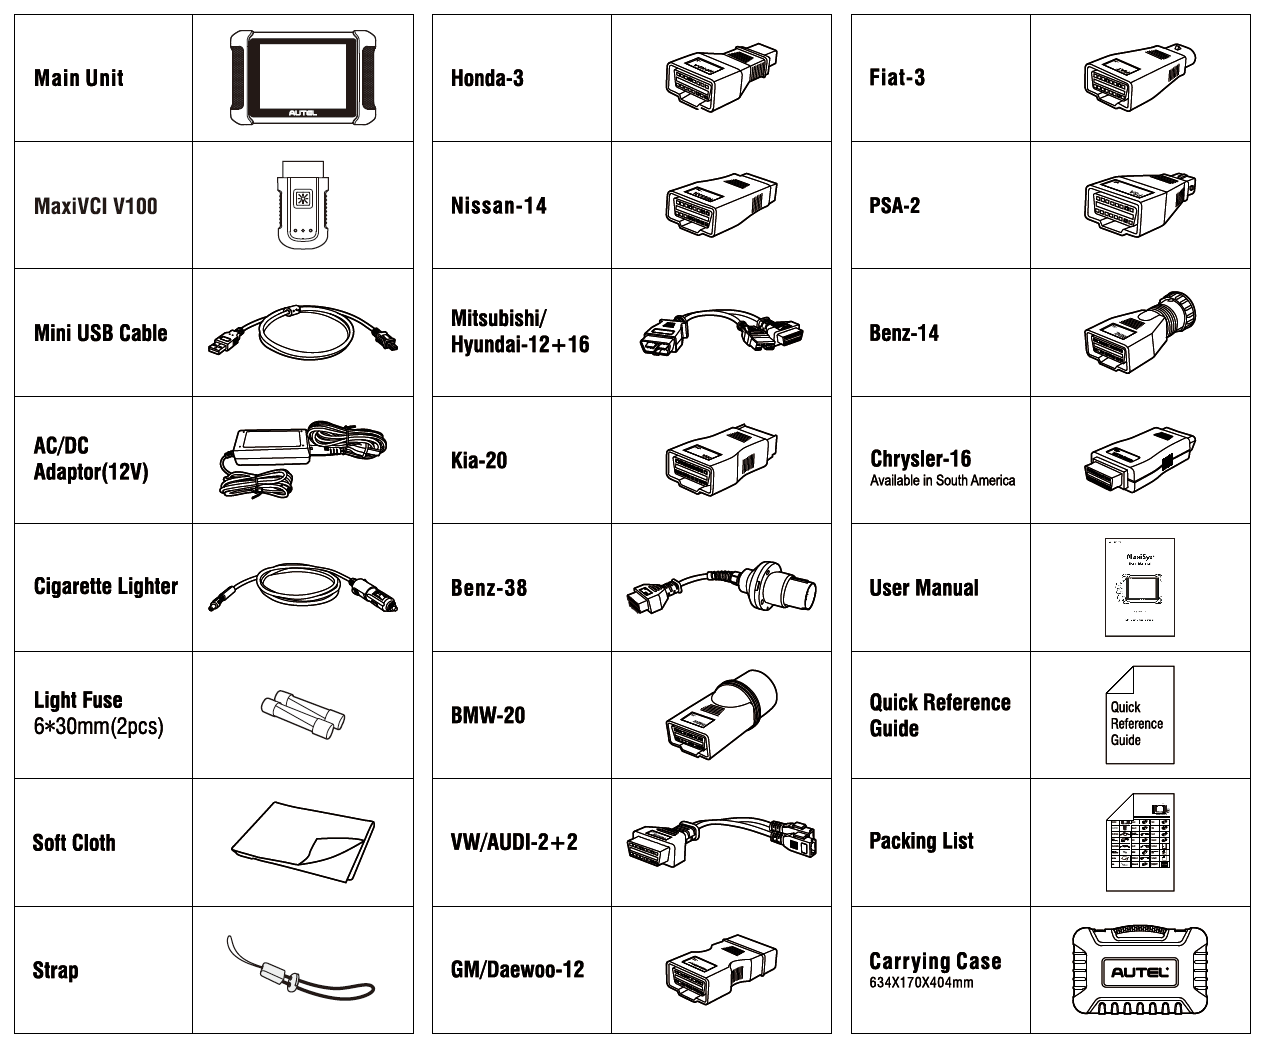 Main Unit
AUTEL
MaxiVCI V100
Mini USB Cable
AC/DC
Adaptor(12V)
Cigarette Lighter
Light Fuse
6*30mm(2pcs)
Soft Cloth
Strap
Honda-3
Nissan-14
Mitsubishi/
Hyundai-12+16
Kia-20
Benz-38
BMW-20
VW/AUDI-2+2
GM/Daewoo-12
Fiat-3
PSA-2
Benz-14
Chrysler-16
Available in South America
User Manual
MaxiSys
User Manual
Quick Reference
Guide
Quick
Reference
Guide
Packing List
Carrying Case
634X170X404mm
AUTEL